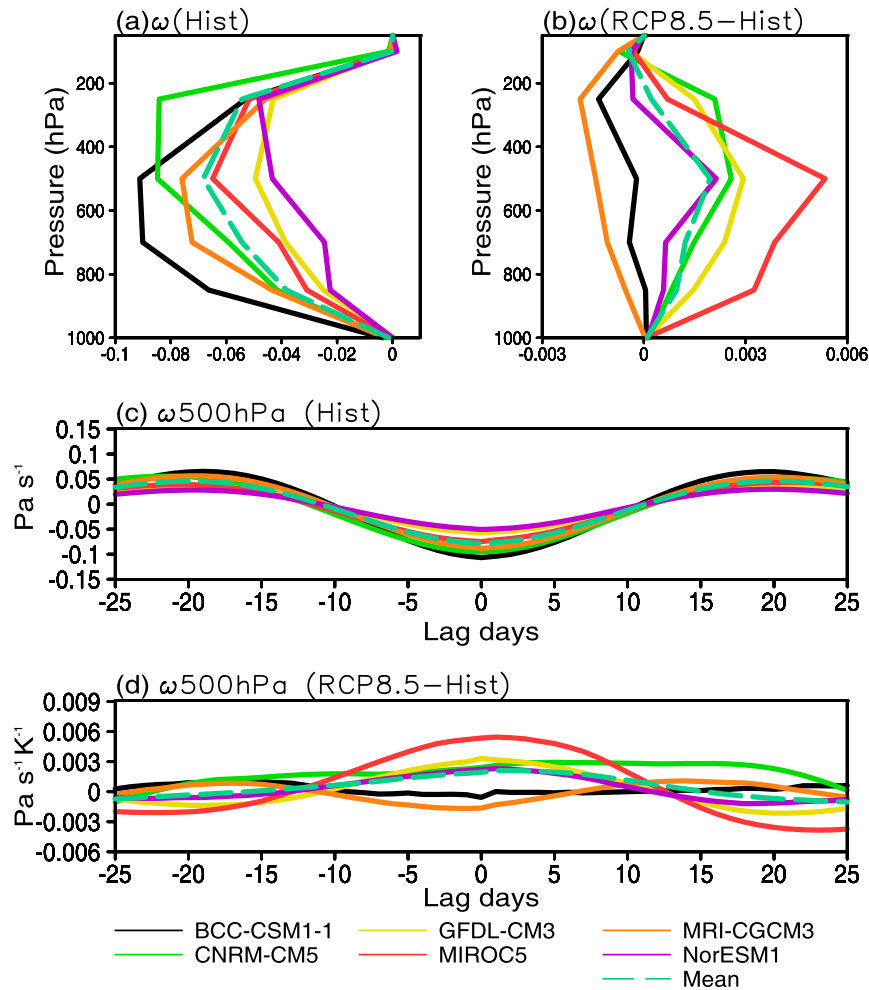 (a)ω(Hist)
(b)ω(RCP8.5−Hist)
Pressure (hPa)
200
400
600
800
1000
-0.1 -0.08 -0.06 -0.04 -0.02 0
Pressure (hPa)
200
400
600
800
1000
-0.003 0 0.003 0.006
(c) ω500hPa (Hist)
Pa s⁻¹
0.15
0.1
0.05
0
-0.05
-0.1
-0.15
-25 -20 -15 -10 -5 0 5 10 15 20 25
Lag days
(d) ω500hPa (RCP8.5−Hist)
Pa s⁻¹K⁻¹
0.009
0.006
0.003
0
-0.003
-0.006
-25 -20 -15 -10 -5 0 5 10 15 20 25
Lag days
BCC-CSM1-1 GFDL-CM3 MRI-CGCM3
CNRM-CM5 MIROC5 NorESM1
Mean